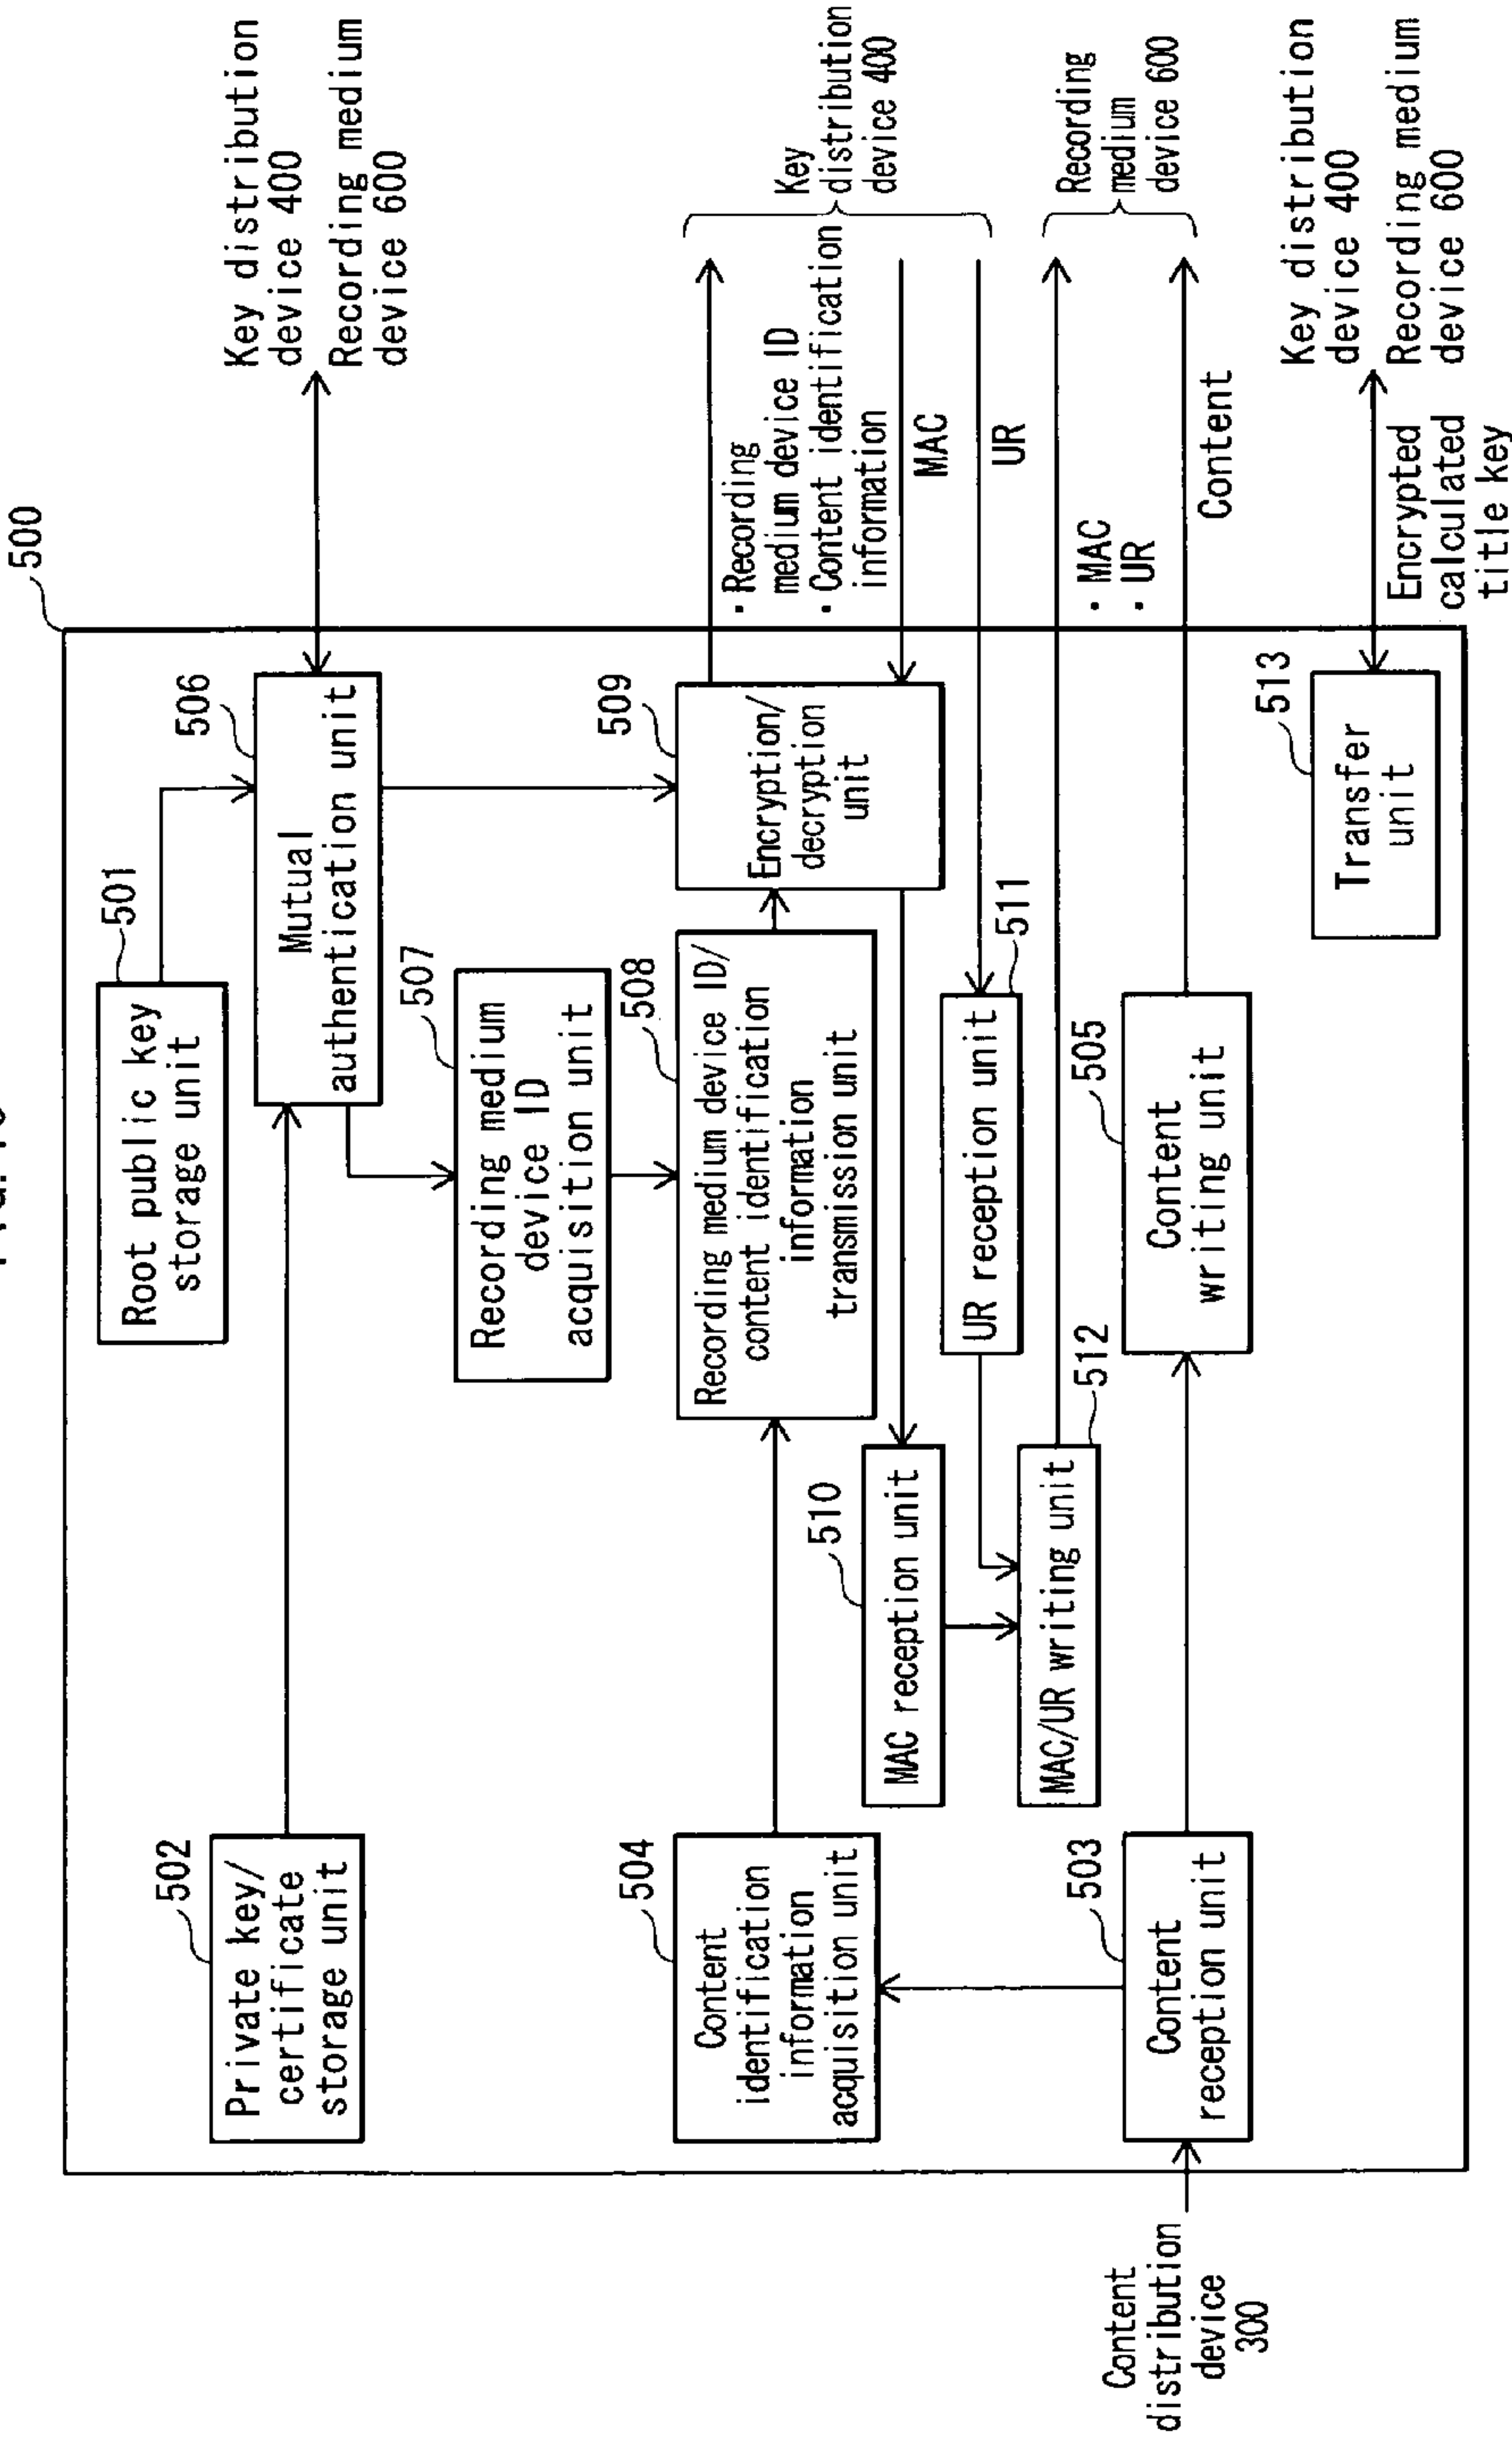 500
Root public key
storage unit
501
Private key/
certificate
storage unit
502
Mutual
authentication unit
506
Key distribution
device 400
Recording medium
device 600
Recording medium
device ID
acquisition unit
507
Content
identification
information
acquisition unit
504
Recording medium device ID/
content identification
information
transmission unit
508
Encryption/
decryption
unit
509
・Recording
medium device ID
・Content identification
information
MAC
UR
Key
distribution
device 400
MAC reception unit
510
UR reception unit
511
MAC/UR writing unit
512
・MAC
・UR
Recording
medium
device 600
Content
distribution
device
300
Content
reception unit
503
Content
writing unit
505
Content
Transfer
unit
513
Key distribution
device 400
Recording medium
device 600
Encrypted
calculated
title key